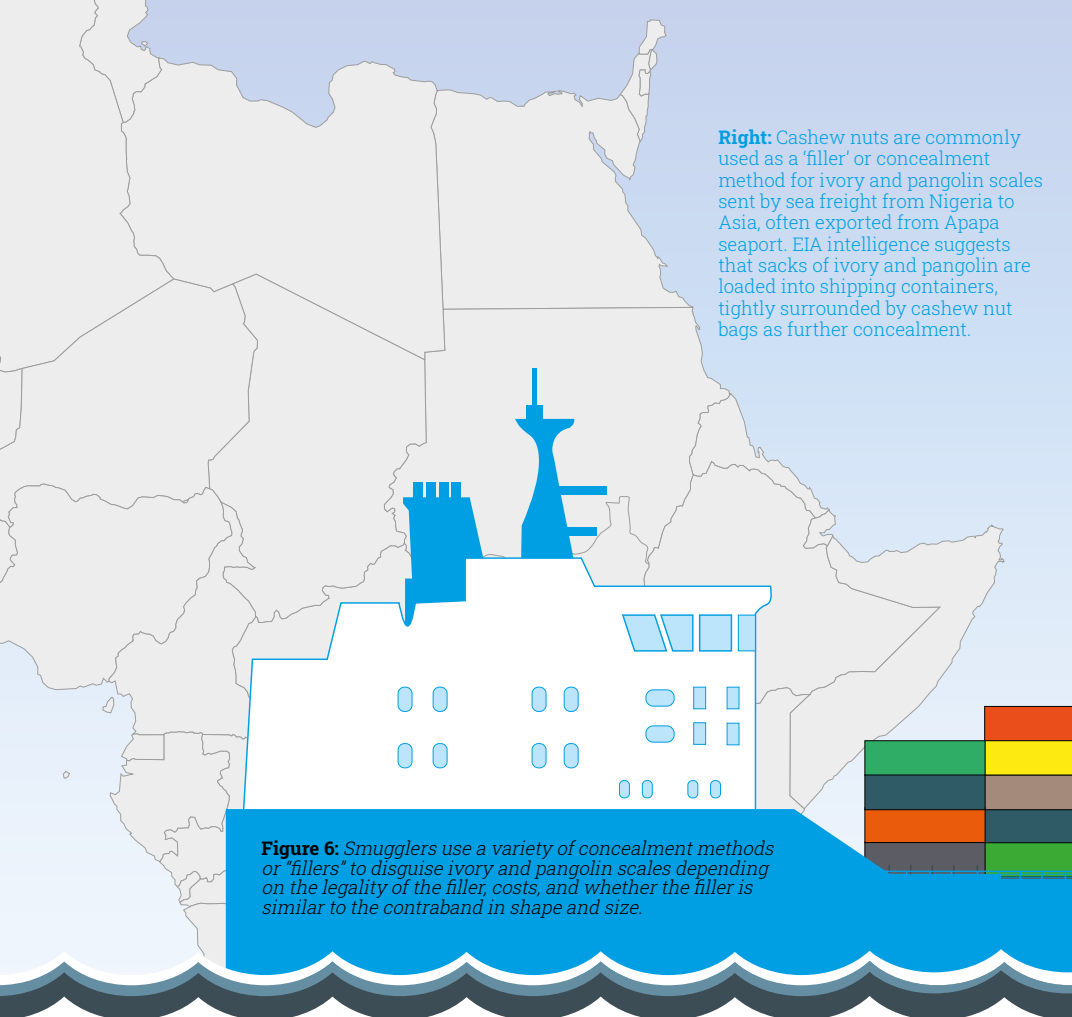 Right: Cashew nuts are commonly
used as a ‘filler’ or concealment
method for ivory and pangolin scales
sent by sea freight from Nigeria to
Asia, often exported from Apapa
seaport. EIA intelligence suggests
that sacks of ivory and pangolin are
loaded into shipping containers,
tightly surrounded by cashew nut
bags as further concealment.
Figure 6: Smugglers use a variety of concealment methods
or “fillers” to disguise ivory and pangolin scales depending
on the legality of the filler, costs, and whether the filler is
similar to the contraband in shape and size.